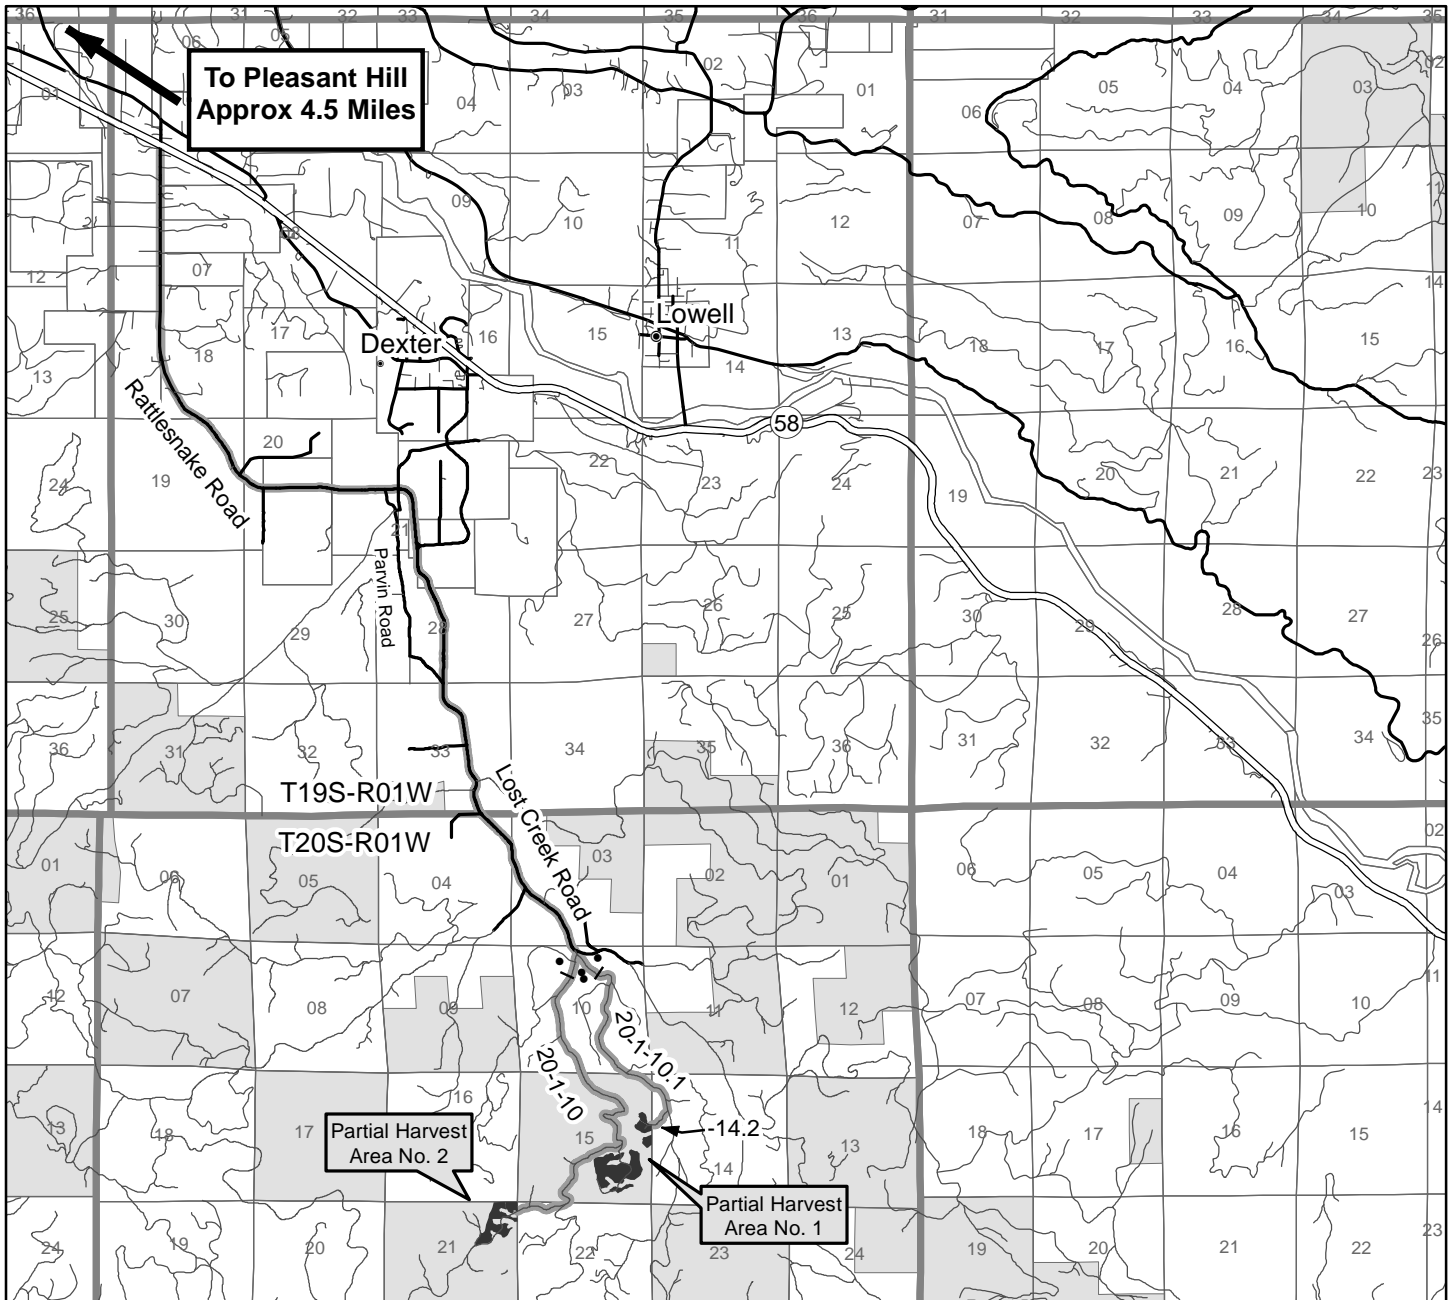 36 31 32 33 34 35 36 31 32 33 34 35
To Pleasant Hill
Approx 4.5 Miles
01 06 05 04 03 02 01 06 05 04 03 02
12 07 08 09 10 11 12 07 08 09 10 11
13 18 17 16 15 14 13 18 17 16 15 14
Lowell
Dexter
58
Rattlesnake Road
24 19 20 21 22 23 24 19 20 21 22 23
Parvin Road
25 30 29 28 27 26 25 30 29 28 27 26
36 31 32 33 34 35 36 31 32 33 34 35
T19S-R01W
T20S-R01W
Lost Creek Road
01 06 05 04 03 02 01 06 05 04 03 02
12 07 08 09 10 11 12 07 08 09 10 11
20-1-10
20-1-10.1
-14.2
13 18 17 16 15 14 13 18 17 16 15 14
Partial Harvest
Area No. 2
Partial Harvest
Area No. 1
24 19 20 21 22 23 24 19 20 21 22 23